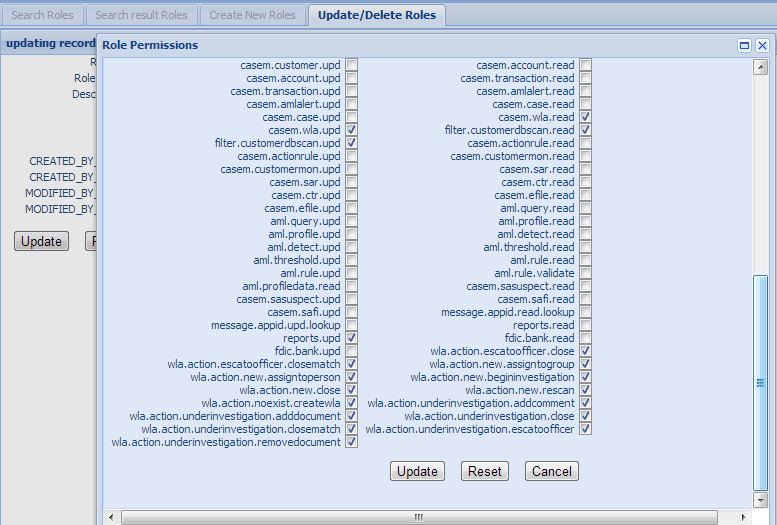 Search Roles Search result Roles Create New Roles Update/Delete Roles
updating record Role Permissions
casem.customer.upd casem.account.read
R casem.account.upd casem.transaction.read
Role casem.transaction.upd casem.amlalert.read
Desc casem.amlalert.upd casem.case.read
casem.case.upd casem.wla.read
casem.wla.upd filter.customerdbscan.read
filter.customerdbscan.upd casem.actionrule.read
casem.actionrule.upd casem.customermon.read
CREATED_BY_ casem.customermon.upd casem.sar.read
CREATED_BY_ casem.sar.upd casem.ctr.read
MODIFIED_BY_ casem.ctr.upd casem.efile.read
MODIFIED_BY_ casem.efile.upd aml.query.read
aml.query.upd aml.profile.read
aml.profile.upd aml.detect.read
Update aml.detect.upd aml.threshold.read
aml.threshold.upd aml.rule.read
aml.rule.upd aml.rule.validate
aml.profiledata.read casem.sasuspect.read
casem.sasuspect.upd casem.safi.read
casem.safi.upd message.appid.read.lookup
message.appid.upd.lookup reports.read
reports.upd fdic.bank.read
fdic.bank.upd wla.action.escatoofficer.close
wla.action.escatoofficer.closematch wla.action.new.assigntogroup
wla.action.new.assigntoperson wla.action.new.begininvestigation
wla.action.new.close wla.action.new.rescan
wla.action.noexist.createwla wla.action.underinvestigation.addcomment
wla.action.underinvestigation.adddocument wla.action.underinvestigation.close
wla.action.underinvestigation.closematch wla.action.underinvestigation.escatoofficer
wla.action.underinvestigation.removedocument
Update Reset Cancel